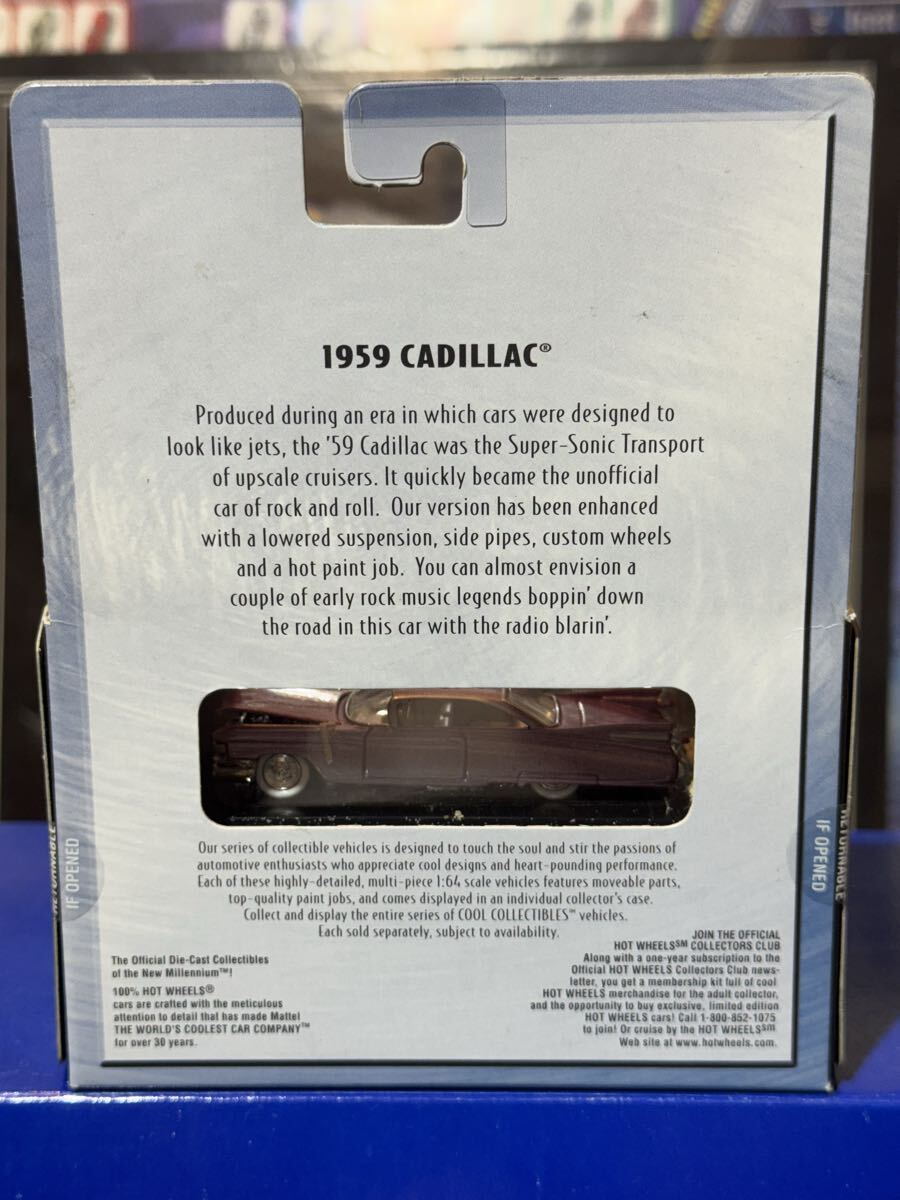 1959 CADILLAC®
Produced during an era in which cars were designed to
look like jets, the '59 Cadillac was the Super-Sonic Transport
of upscale cruisers. It quickly became the unofficial
car of rock and roll. Our version has been enhanced
with a lowered suspension, side pipes, custom wheels
and a hot paint job. You can almost envision a
couple of early rock music legends boppin' down
the road in this car with the radio blarin'.
Our series of collectible vehicles is designed to touch the soul and stir the passions of
automotive enthusiasts who appreciate cool designs and heart-pounding performance.
Each of these highly-detailed, multi-piece 1:64 scale vehicles features moveable parts,
top-quality paint jobs, and comes displayed in an individual collector's case.
Collect and display the entire series of COOL COLLECTIBLES™ vehicles.
Each sold separately, subject to availability.
The Official Die-Cast Collectibles
of the New Millennium™!
100% HOT WHEELS®
cars are crafted with the meticulous
attention to detail that has made Mattel
THE WORLD'S COOLEST CAR COMPANY™
for over 30 years.
JOIN THE OFFICIAL
HOT WHEELS℠ COLLECTORS CLUB
Along with a one-year subscription to the
Official HOT WHEELS Collectors Club news-
letter, you get a membership kit full of cool
HOT WHEELS merchandise for the adult collector,
and the opportunity to buy exclusive, limited edition
HOT WHEELS cars! Call 1-800-852-1075
to join! Or cruise by the HOT WHEELS℠
Web site at www.hotwheels.com.
RETURNABLE
IF OPENED
IF OPENED
RETURNABLE